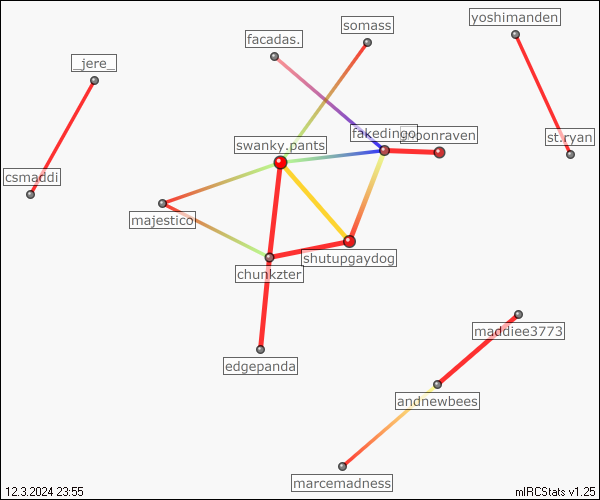 yoshimanden
somass
facadas.
_jere_
fakedingo
moonraven
st.ryan
swanky.pants
csmaddi
majestico
shutupgaydog
chunkzter
maddiee3773
edgepanda
andnewbees
marcemadness
12.3.2024 23:55
mIRCStats v1.25